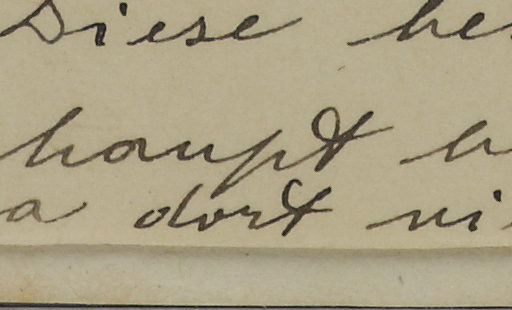 Diese
haupt
a dort